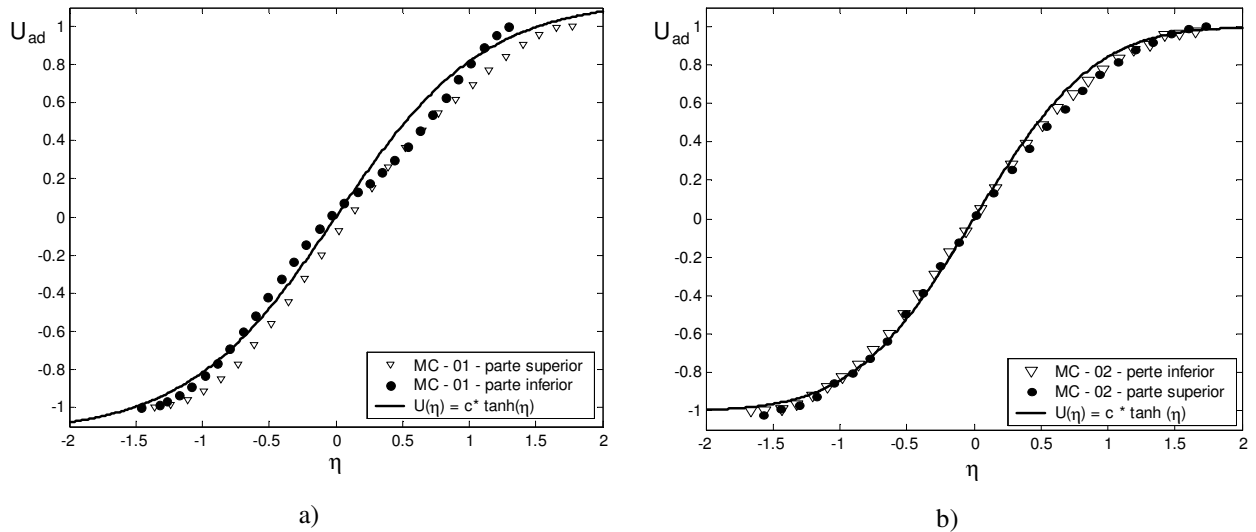 U_ad
1
0.8
0.6
0.4
0.2
0
-0.2
-0.4
-0.6
-0.8
-1
-2 -1.5 -1 -0.5 0 0.5 1 1.5 2
η
MC - 01 - parte superior
MC - 01 - parte inferior
U(η) = c* tanh(η)
a)
U_ad
1
0.8
0.6
0.4
0.2
0
-0.2
-0.4
-0.6
-0.8
-1
-2 -1.5 -1 -0.5 0 0.5 1 1.5 2
η
MC - 02 - perte inferior
MC - 02 - parte superior
U(η) = c * tanh (η)
b)